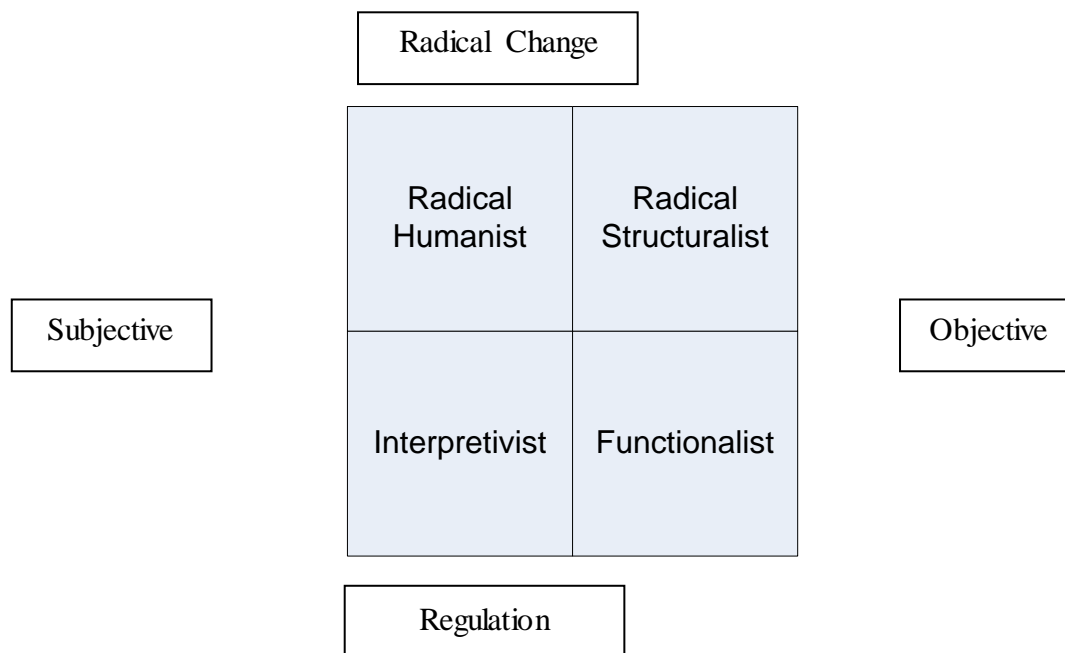 Radical Change
Radical
Humanist
Radical
Structuralist
Subjective
Objective
Interpretivist
Functionalist
Regulation